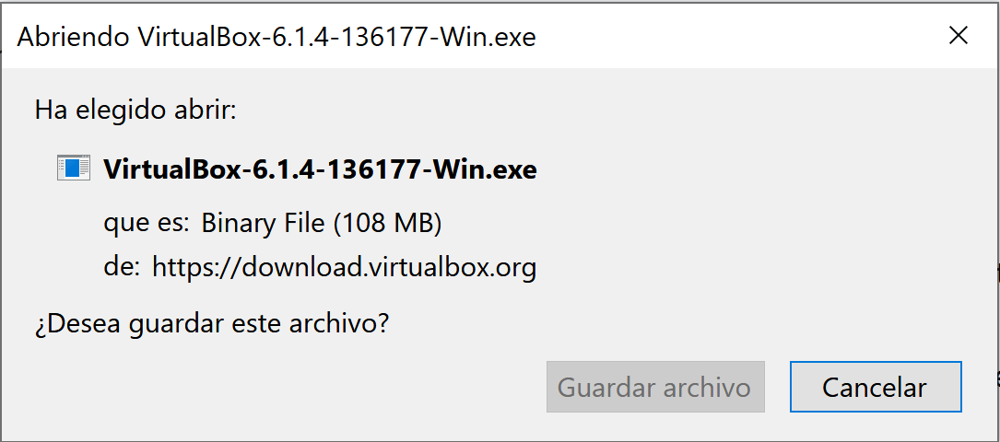 Abriendo VirtualBox-6.1.4-136177-Win.exe
Ha elegido abrir:
VirtualBox-6.1.4-136177-Win.exe
que es: Binary File (108 MB)
de: https://download.virtualbox.org
¿Desea guardar este archivo?
Guardar archivo Cancelar